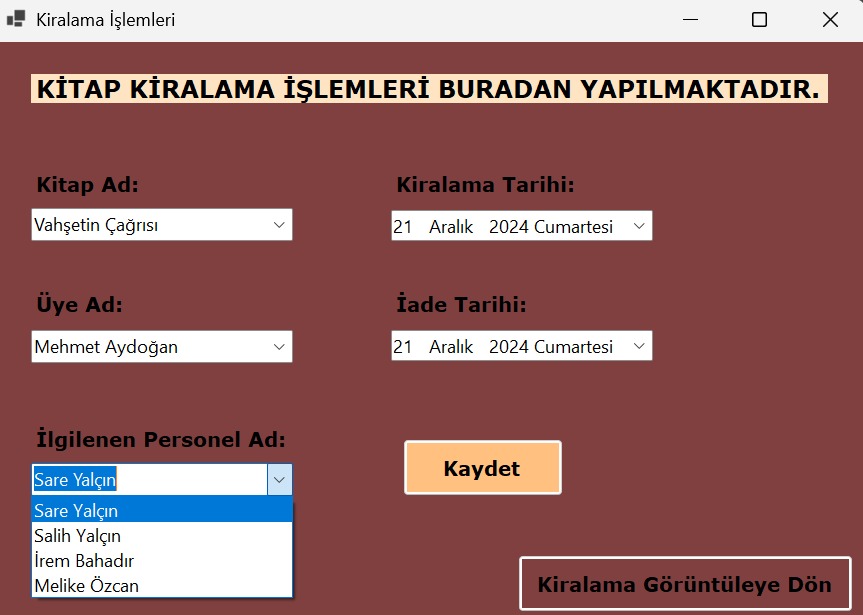 Kiralama İşlemleri
KİTAP KİRALAMA İŞLEMLERİ BURADAN YAPILMAKTADIR.
Kitap Ad:
Vahşetin Çağrısı
Kiralama Tarihi:
21 Aralık 2024 Cumartesi
Üye Ad:
Mehmet Aydoğan
İade Tarihi:
21 Aralık 2024 Cumartesi
İlgilenen Personel Ad:
Sare Yalçın
Sare Yalçın
Salih Yalçın
İrem Bahadır
Melike Özcan
Kaydet
Kiralama Görüntüleye Dön